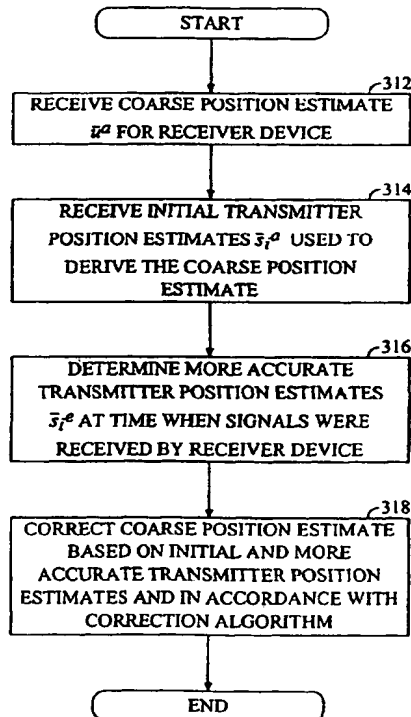 START
312
RECEIVE COARSE POSITION ESTIMATE
ū^a FOR RECEIVER DEVICE
314
RECEIVE INITIAL TRANSMITTER
POSITION ESTIMATES s̄_i^a USED TO
DERIVE THE COARSE POSITION
ESTIMATE
316
DETERMINE MORE ACCURATE
TRANSMITTER POSITION ESTIMATES
s̄_i^e AT TIME WHEN SIGNALS WERE
RECEIVED BY RECEIVER DEVICE
318
CORRECT COARSE POSITION ESTIMATE
BASED ON INITIAL AND MORE
ACCURATE TRANSMITTER POSITION
ESTIMATES AND IN ACCORDANCE WITH
CORRECTION ALGORITHM
END